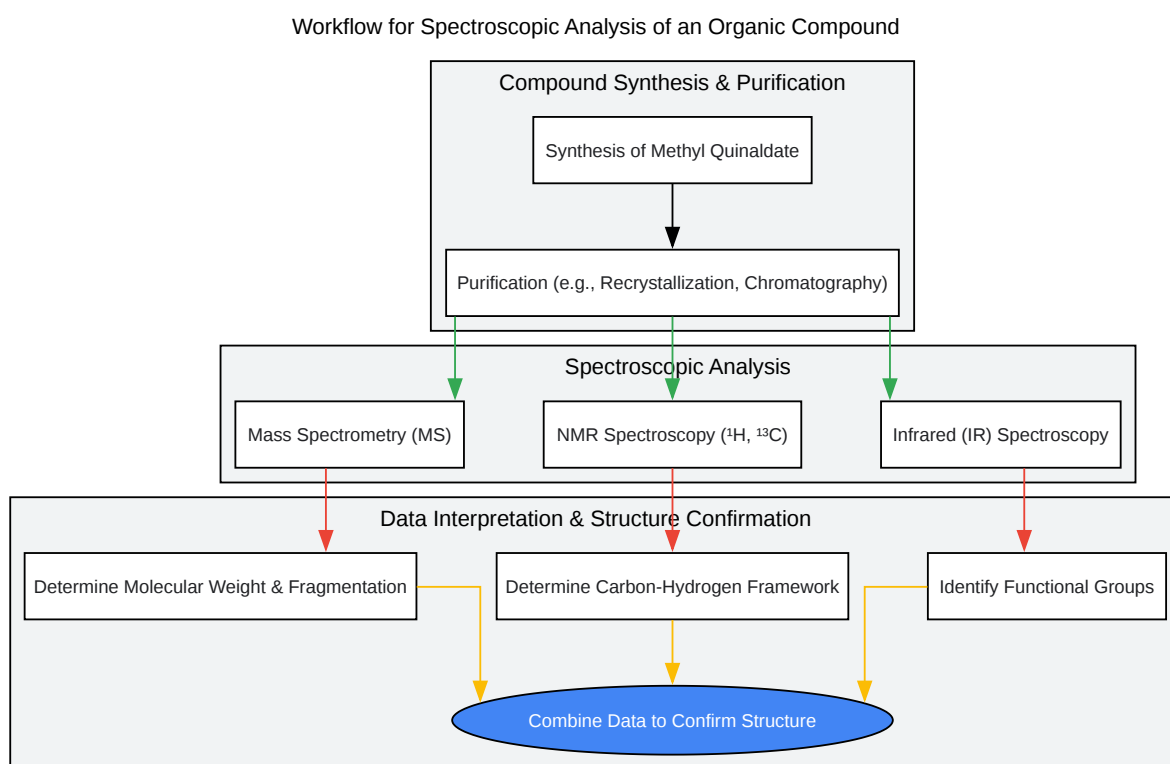 Workflow for Spectroscopic Analysis of an Organic Compound
Compound Synthesis & Purification
Synthesis of Methyl Quinaldate
Purification (e.g., Recrystallization, Chromatography)
Spectroscopic Analysis
Mass Spectrometry (MS)
NMR Spectroscopy (¹H, ¹³C)
Infrared (IR) Spectroscopy
Data Interpretation & Structure Confirmation
Determine Molecular Weight & Fragmentation
Determine Carbon-Hydrogen Framework
Identify Functional Groups
Combine Data to Confirm Structure